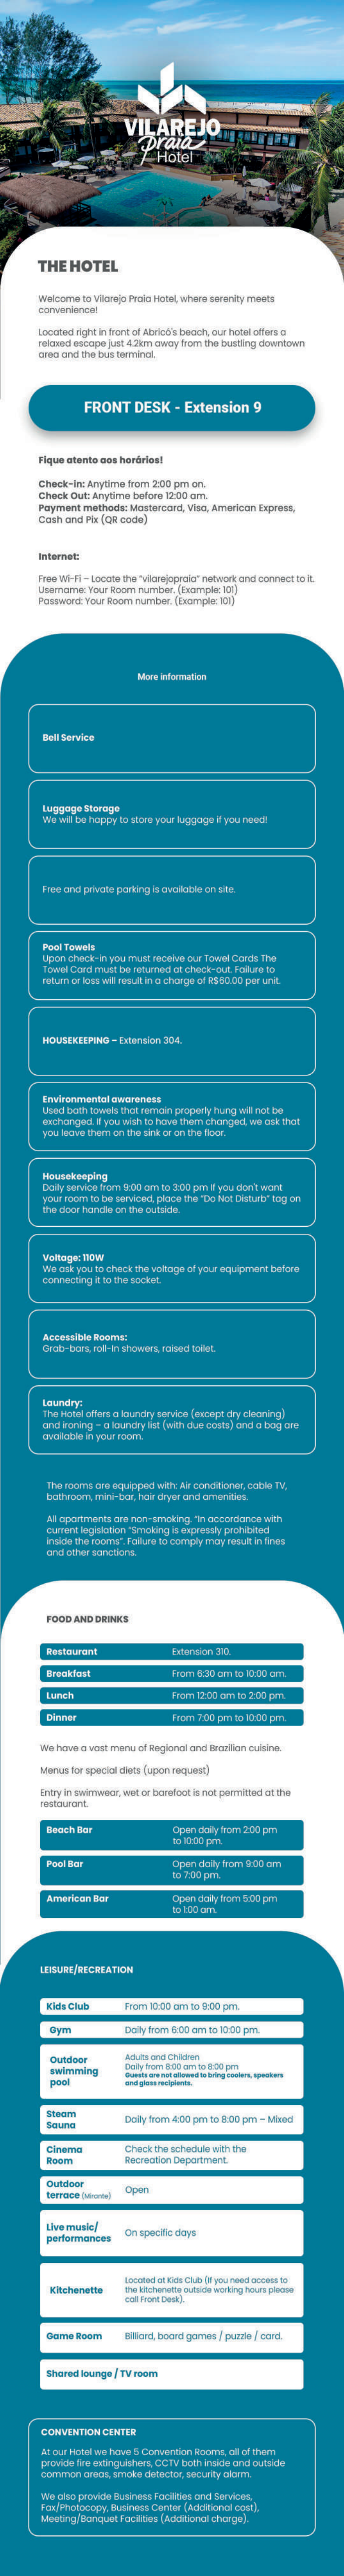 VILAREJO
Praia
Hotel
THE HOTEL
Welcome to Vilarejo Praia Hotel, where serenity meets
convenience!
Located right in front of Abricó's beach, our hotel offers a
relaxed escape just 4.2km away from the bustling downtown
area and the bus terminal.
FRONT DESK - Extension 9
Fique atento aos horários!
Check-in: Anytime from 2:00 pm on.
Check Out: Anytime before 12:00 am.
Payment methods: Mastercard, Visa, American Express,
Cash and Pix (QR code)
Internet:
Free Wi-Fi – Locate the "vilarejopraia" network and connect to it.
Username: Your Room number. (Example: 101)
Password: Your Room number. (Example: 101)
More information
Bell Service
Luggage Storage
We will be happy to store your luggage if you need!
Free and private parking is available on site.
Pool Towels
Upon check-in you must receive our Towel Cards The
Towel Card must be returned at check-out. Failure to
return or loss will result in a charge of R$60.00 per unit.
HOUSEKEEPING – Extension 304.
Environmental awareness
Used bath towels that remain properly hung will not be
exchanged. If you wish to have them changed, we ask that
you leave them on the sink or on the floor.
Housekeeping
Daily service from 9:00 am to 3:00 pm If you don't want
your room to be serviced, place the "Do Not Disturb" tag on
the door handle on the outside.
Voltage: 110W
We ask you to check the voltage of your equipment before
connecting it to the socket.
Accessible Rooms:
Grab-bars, roll-In showers, raised toilet.
Laundry:
The Hotel offers a laundry service (except dry cleaning)
and ironing – a laundry list (with due costs) and a bag are
available in your room.
The rooms are equipped with: Air conditioner, cable TV,
bathroom, mini-bar, hair dryer and amenities.
All apartments are non-smoking. "In accordance with
current legislation "Smoking is expressly prohibited
inside the rooms". Failure to comply may result in fines
and other sanctions.
FOOD AND DRINKS
Restaurant Extension 310.
Breakfast From 6:30 am to 10:00 am.
Lunch From 12:00 am to 2:00 pm.
Dinner From 7:00 pm to 10:00 pm.
We have a vast menu of Regional and Brazilian cuisine.
Menus for special diets (upon request)
Entry in swimwear, wet or barefoot is not permitted at the
restaurant.
Beach Bar Open daily from 2:00 pm
to 10:00 pm.
Pool Bar Open daily from 9:00 am
to 7:00 pm.
American Bar Open daily from 5:00 pm
to 1:00 am.
LEISURE/RECREATION
Kids Club From 10:00 am to 9:00 pm.
Gym Daily from 6:00 am to 10:00 pm.
Outdoor
swimming
pool
Adults and Children
Daily from 8:00 am to 8:00 pm
Guests are not allowed to bring coolers, speakers
and glass recipients.
Steam
Sauna
Daily from 4:00 pm to 8:00 pm – Mixed
Cinema
Room
Check the schedule with the
Recreation Department.
Outdoor
terrace (Mirante)
Open
Live music/
performances
On specific days
Kitchenette
Located at Kids Club (If you need access to
the kitchenette outside working hours please
call Front Desk).
Game Room Billiard, board games / puzzle / card.
Shared lounge / TV room
CONVENTION CENTER
At our Hotel we have 5 Convention Rooms, all of them
provide fire extinguishers, CCTV both inside and outside
common areas, smoke detector, security alarm.
We also provide Business Facilities and Services,
Fax/Photocopy, Business Center (Additional cost),
Meeting/Banquet Facilities (Additional charge).